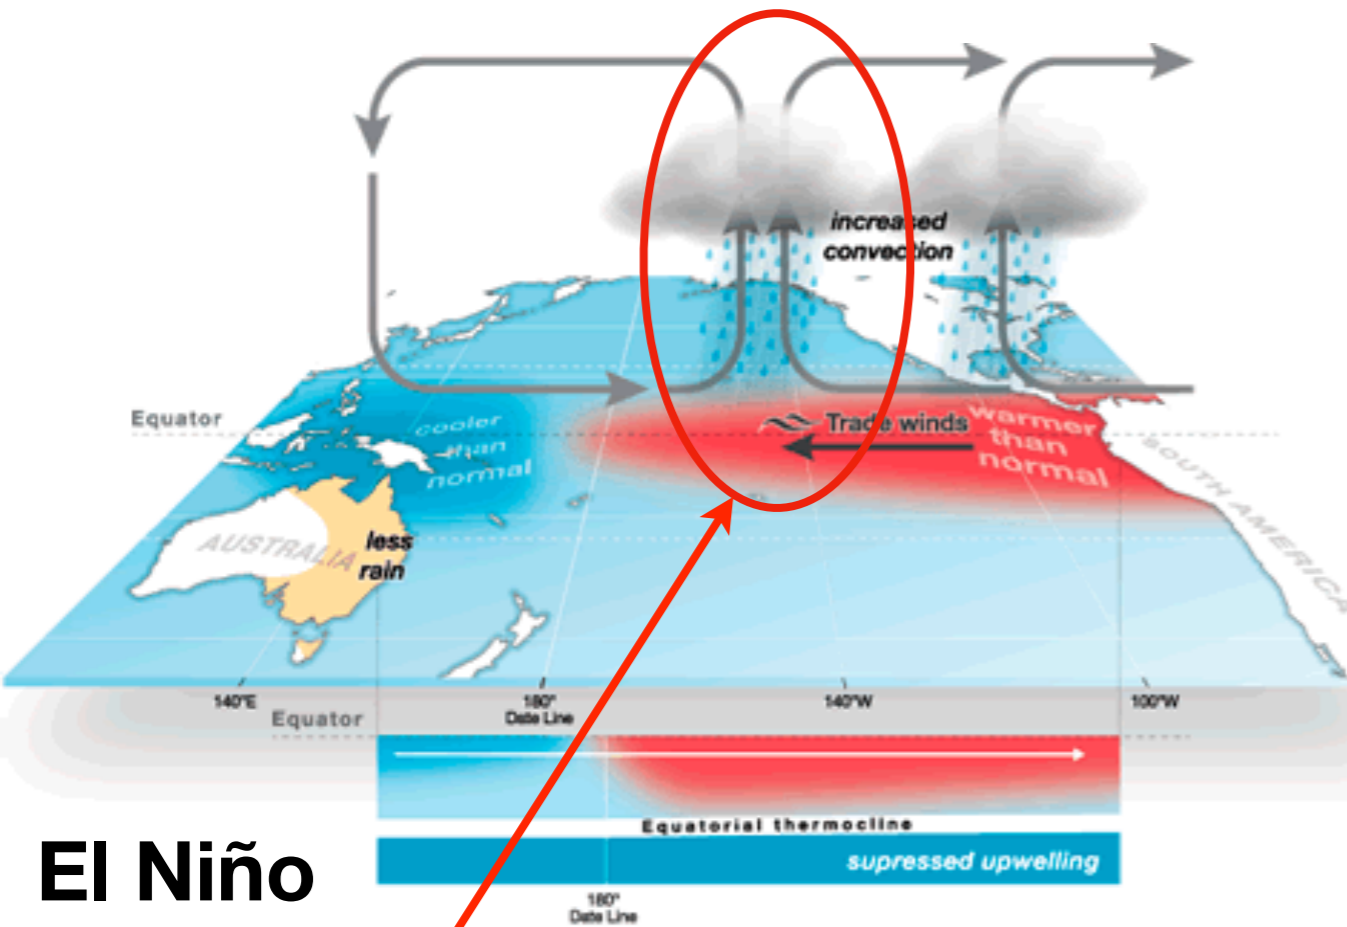 increased
convection
Equator
Trade winds
cooler
than
normal
warmer
than
normal
SOUTH AMERICA
AUSTRALIA
less
rain
140°E
180°
Date Line
140°W
100°W
Equator
Equatorial thermocline
supressed upwelling
El Niño
180°
Date Line